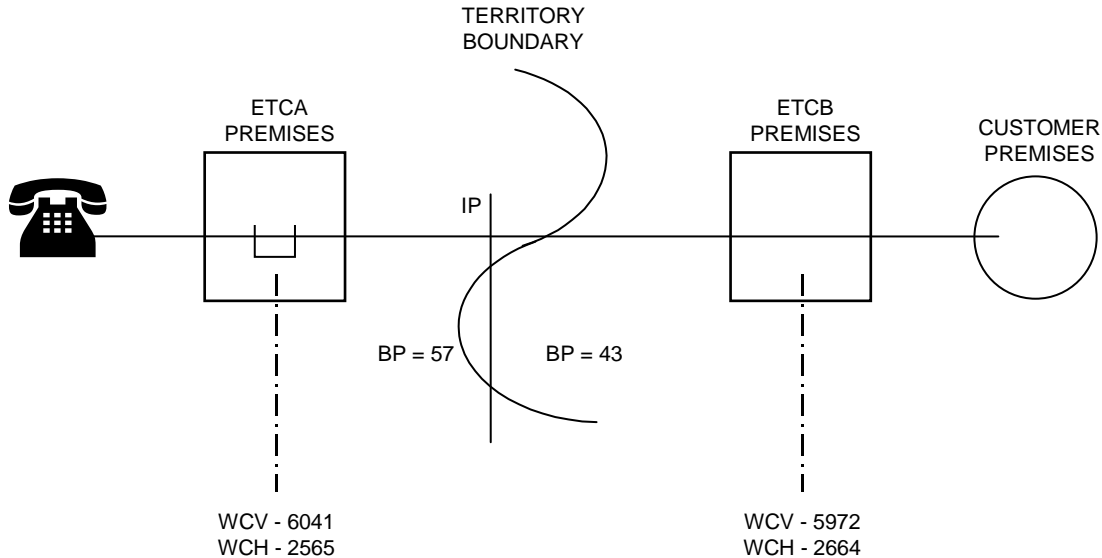 TERRITORY
BOUNDARY
ETCA
PREMISES
ETCB
PREMISES
CUSTOMER
PREMISES
IP
BP = 57
BP = 43
WCV - 6041
WCH - 2565
WCV - 5972
WCH - 2664